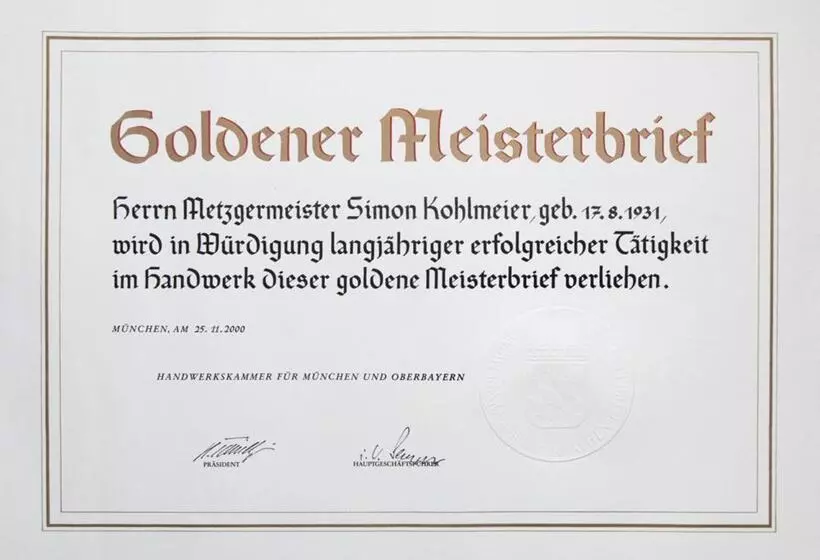 Goldener Meisterbrief
Herrn Metzgermeister Simon Kohlmeier, geb. 17.8.1931,
wird in Würdigung langjähriger erfolgreicher Tätigkeit
im Handwerk dieser goldene Meisterbrief verliehen.
MÜNCHEN, AM 25.11.2000
HANDWERKSKAMMER FÜR MÜNCHEN UND OBERBAYERN
PRÄSIDENT
HAUPTGESCHÄFTSFÜHRER